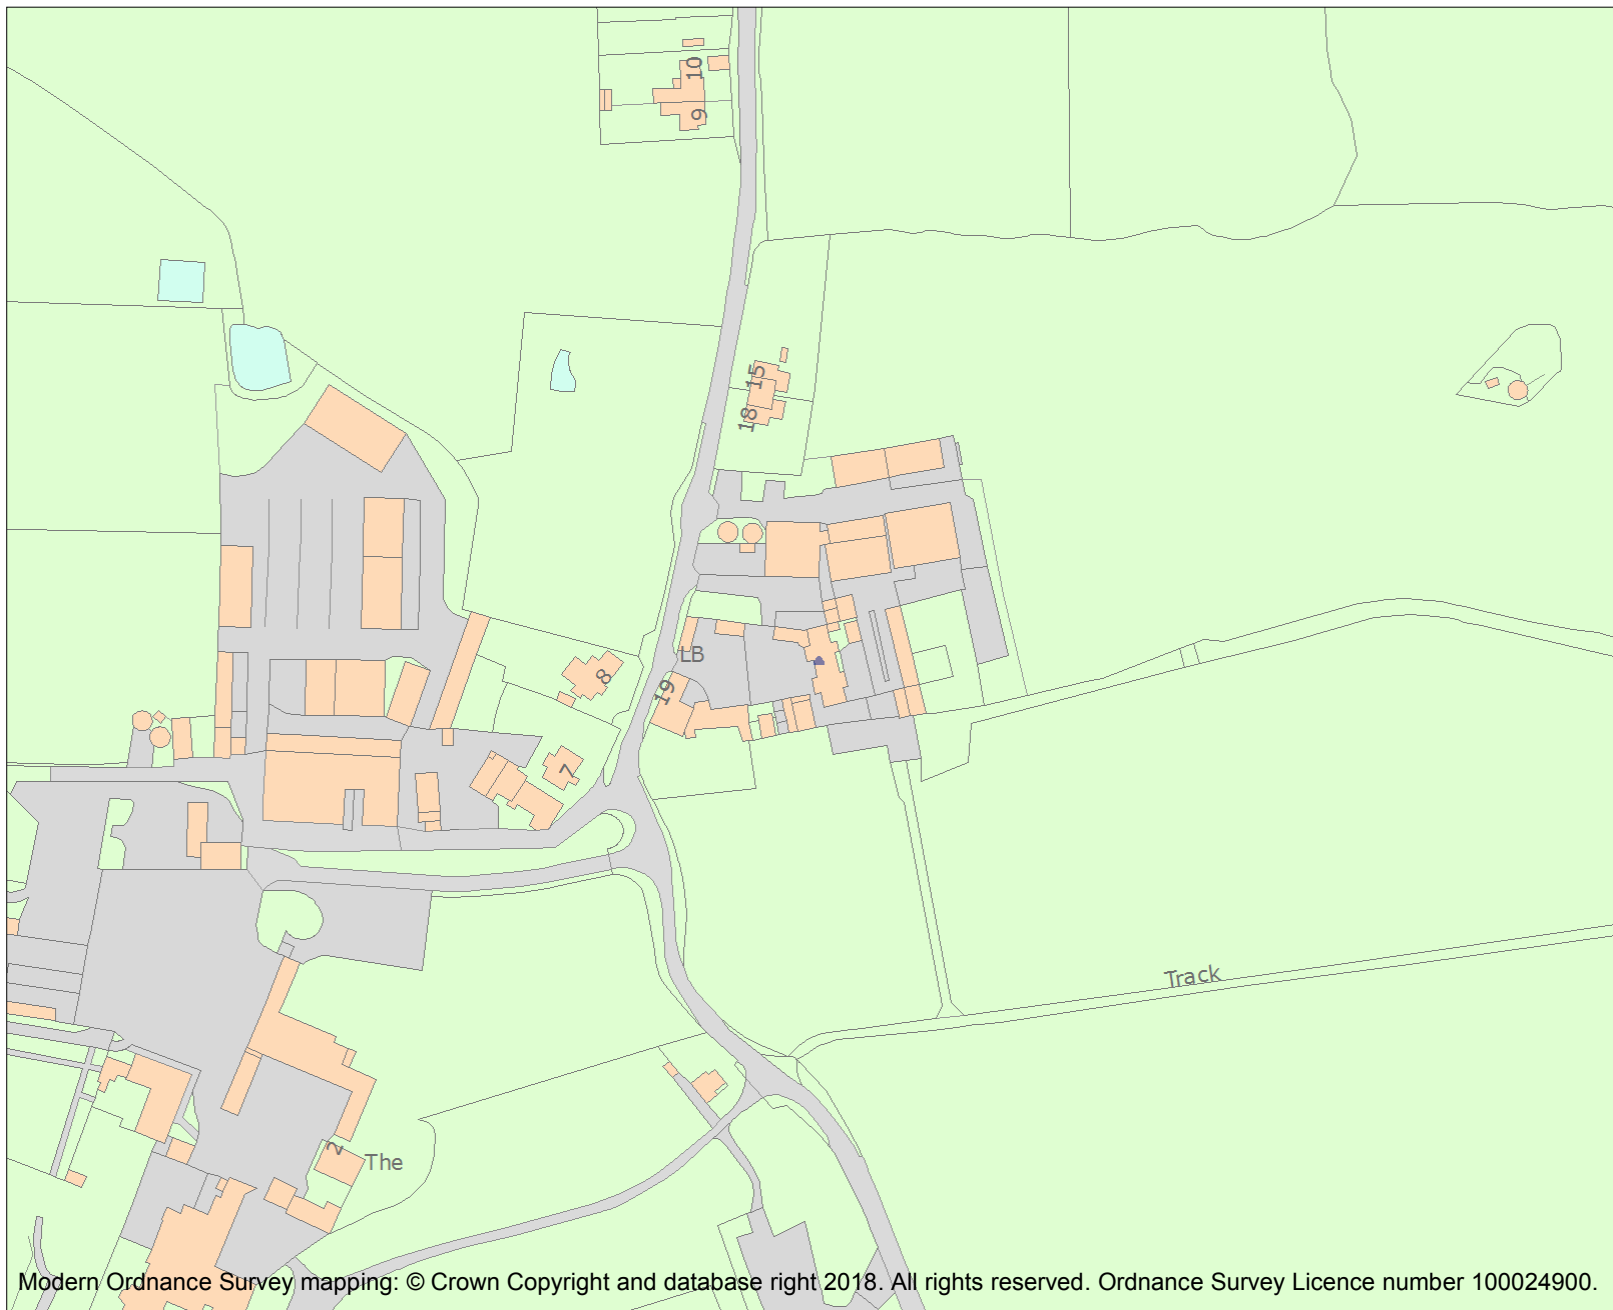 10
9
15
18
LB
8
19
7
Track
2
The
Modern Ordnance Survey mapping: © Crown Copyright and database right 2018. All rights reserved. Ordnance Survey Licence number 100024900.